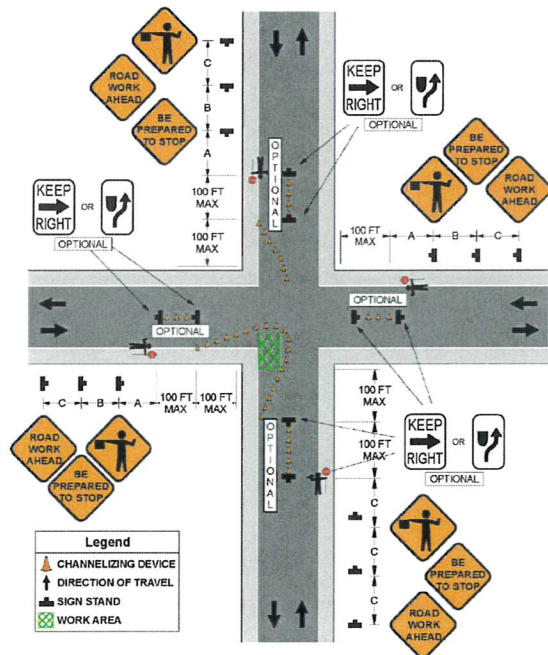 ROAD
WORK
AHEAD
BE
PREPARED
TO STOP
C
B
A
100 FT
MAX
100 FT
MAX
OPTIONAL
KEEP
RIGHT
OR
OPTIONAL
BE
PREPARED
TO STOP
ROAD
WORK
AHEAD
100 FT
MAX
A
B
C
KEEP
RIGHT
OR
OPTIONAL
OPTIONAL
OPTIONAL
C
B
A
100 FT
MAX
100 FT
MAX
ROAD
WORK
AHEAD
BE
PREPARED
TO STOP
OPTIONAL
100 FT
MAX
100 FT
MAX
KEEP
RIGHT
OR
OPTIONAL
C
C
C
BE
PREPARED
TO STOP
ROAD
WORK
AHEAD
Legend
CHANNELIZING DEVICE
DIRECTION OF TRAVEL
SIGN STAND
WORK AREA